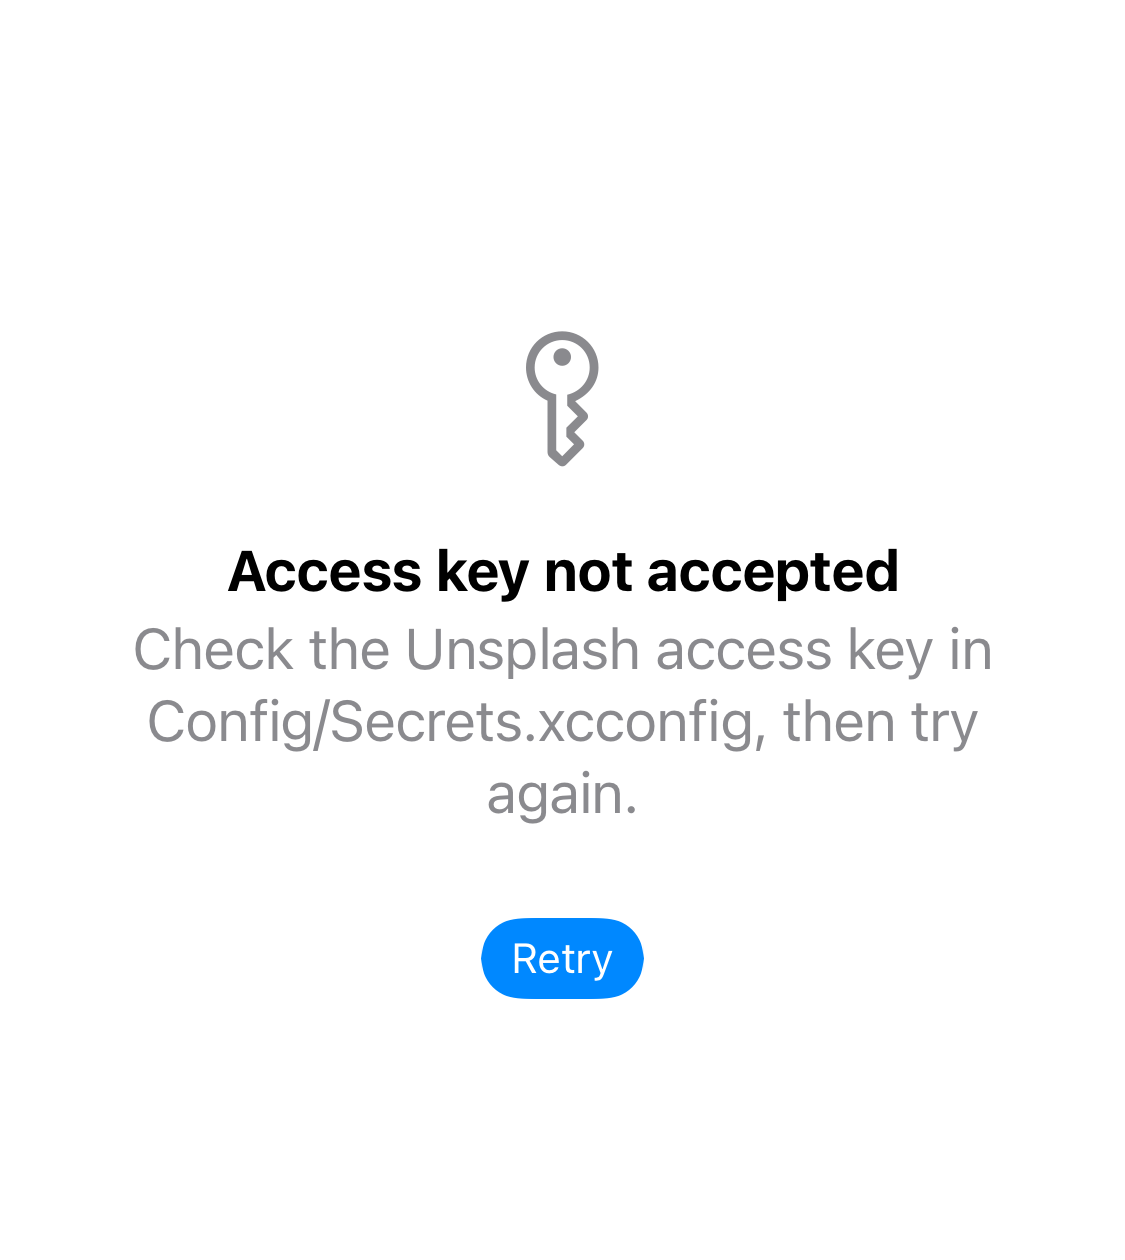 Access key not accepted
Check the Unsplash access key in
Config/Secrets.xcconfig, then try
again.
Retry